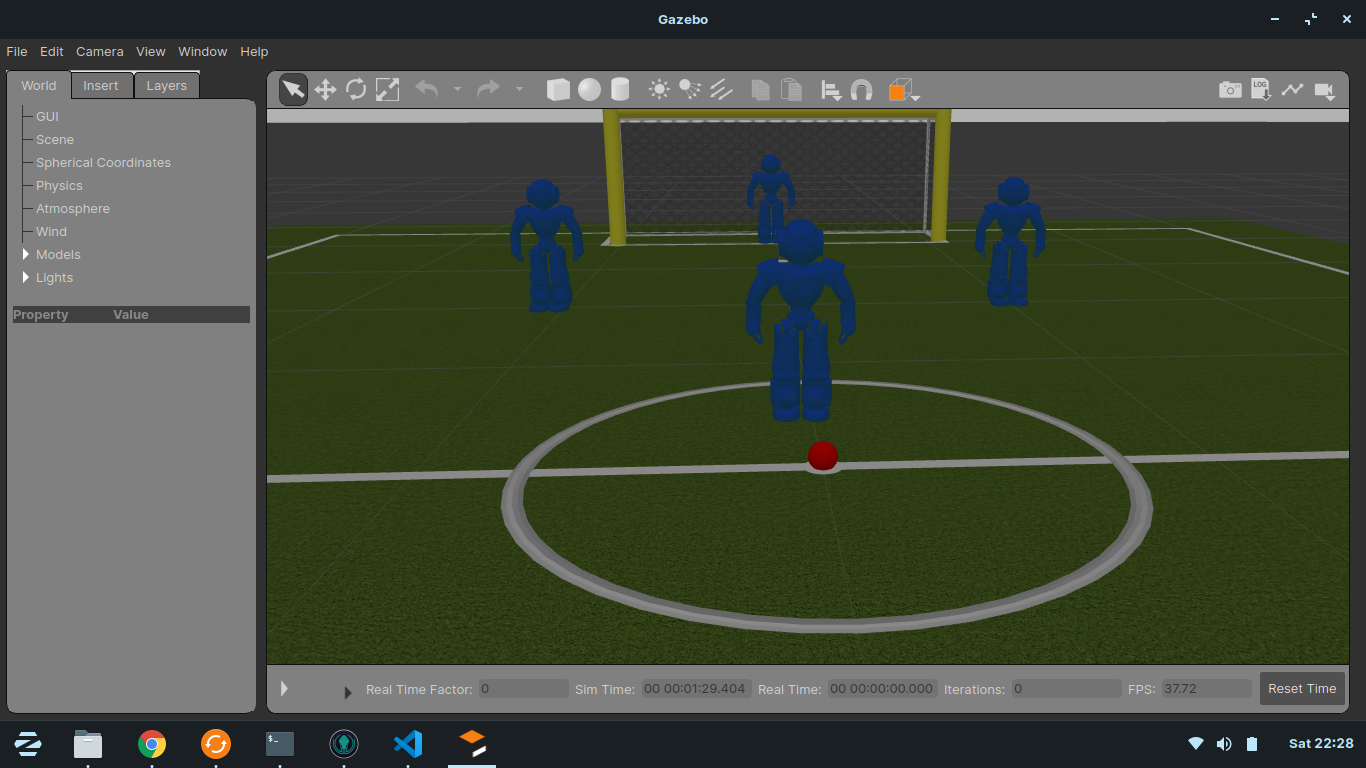 Gazebo
File Edit Camera View Window Help
World Insert Layers
GUI
Scene
Spherical Coordinates
Physics
Atmosphere
Wind
Models
Lights
Property Value
LOG
Real Time Factor: 0 Sim Time: 00 00:01:29.404 Real Time: 00 00:00:00.000 Iterations: 0 FPS: 37.72 Reset Time
$-
Sat 22:28